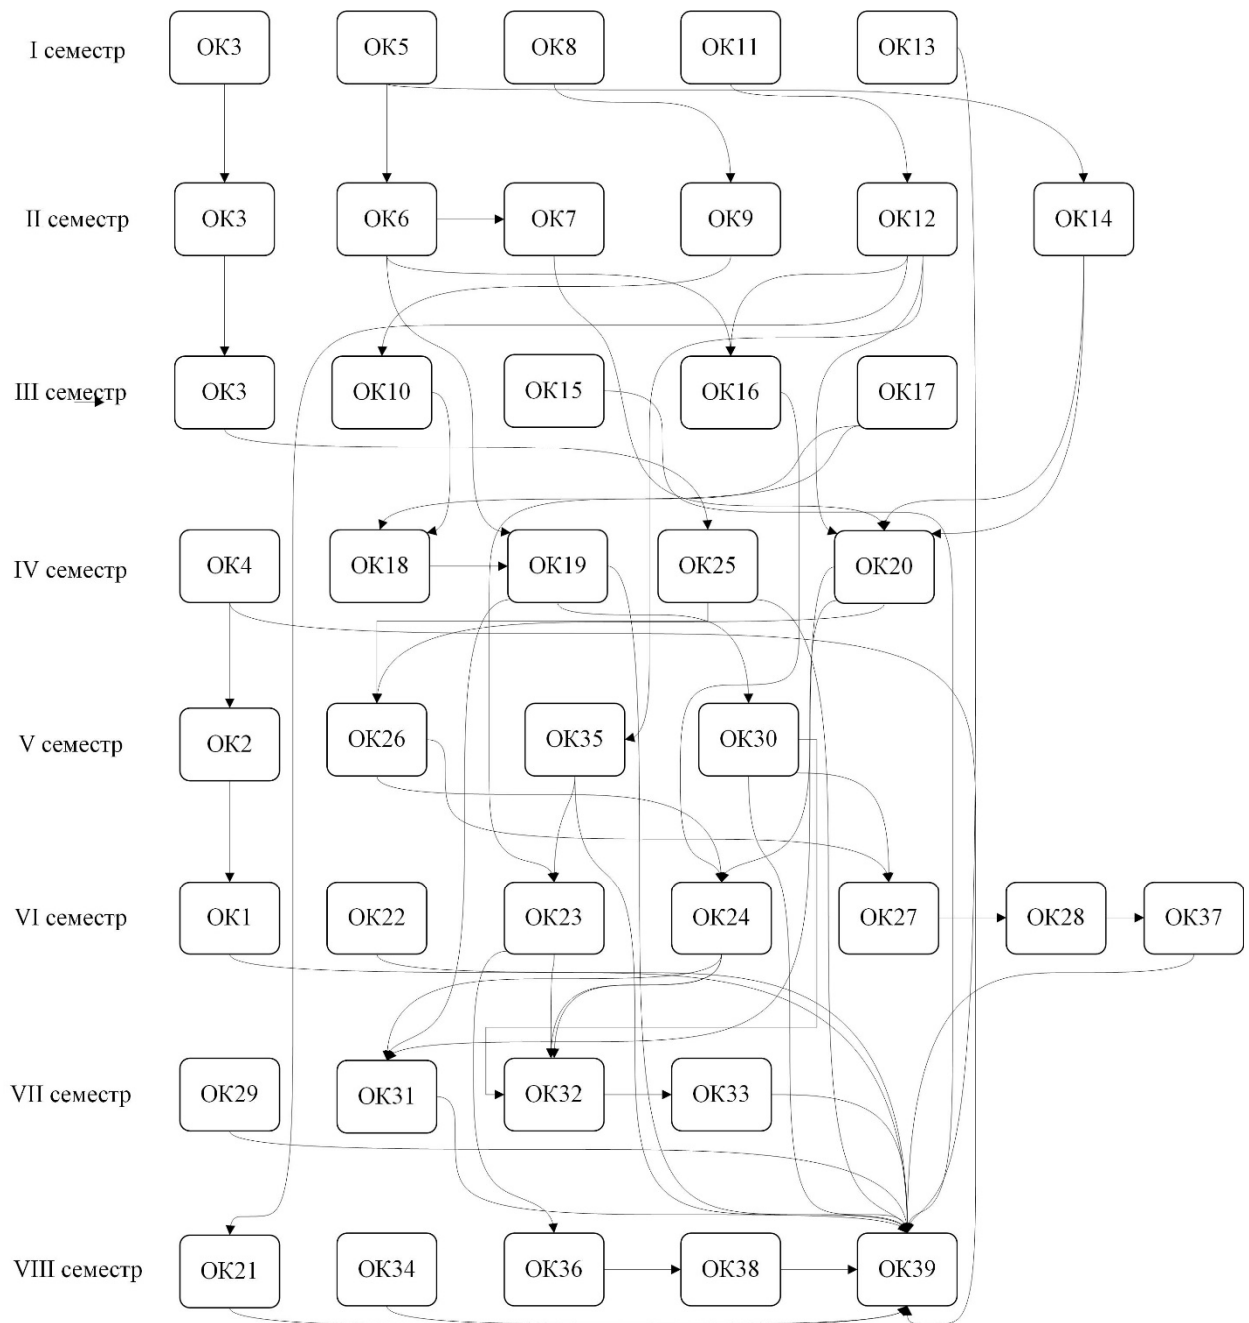 I семестр ОК3 ОК5 ОК8 ОК11 ОК13
II семестр ОК3 ОК6 ОК7 ОК9 ОК12 ОК14
III семестр ОК3 ОК10 ОК15 ОК16 ОК17
IV семестр ОК4 ОК18 ОК19 ОК25 ОК20
V семестр ОК2 ОК26 ОК35 ОК30
VI семестр ОК1 ОК22 ОК23 ОК24 ОК27 ОК28 ОК37
VII семестр ОК29 ОК31 ОК32 ОК33
VIII семестр ОК21 ОК34 ОК36 ОК38 ОК39